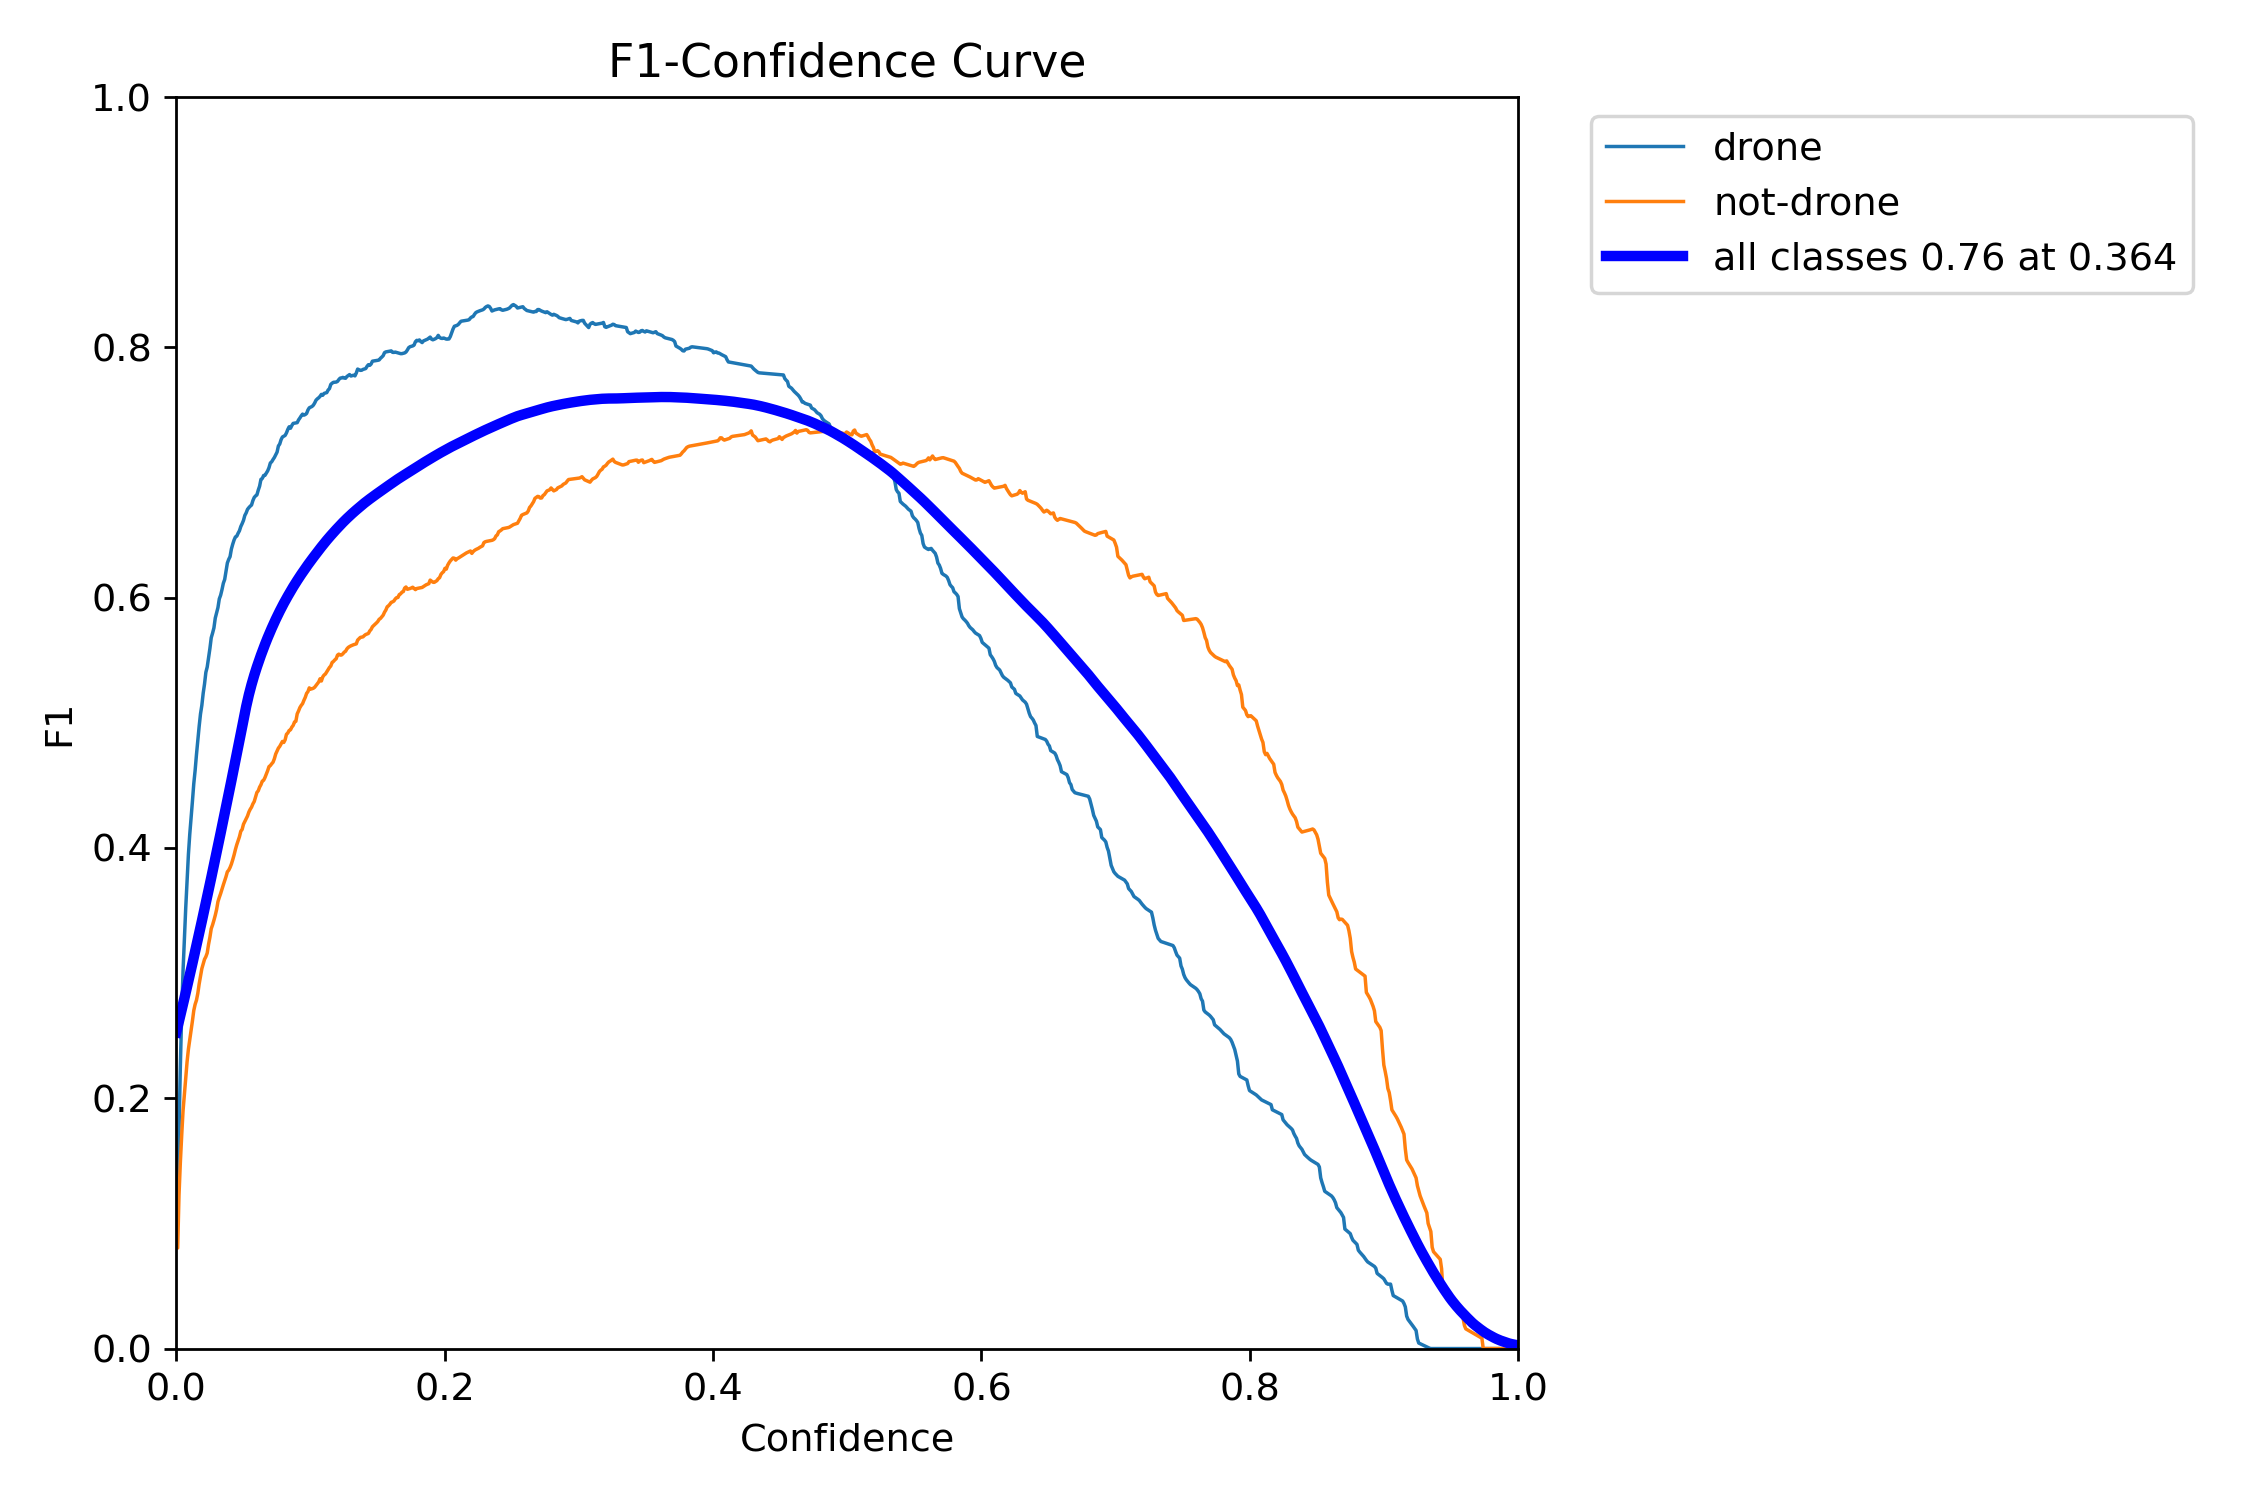 F1-Confidence Curve
1.0
0.8
0.6
0.4
0.2
0.0
F1
0.0 0.2 0.4 0.6 0.8 1.0
Confidence
drone
not-drone
all classes 0.76 at 0.364